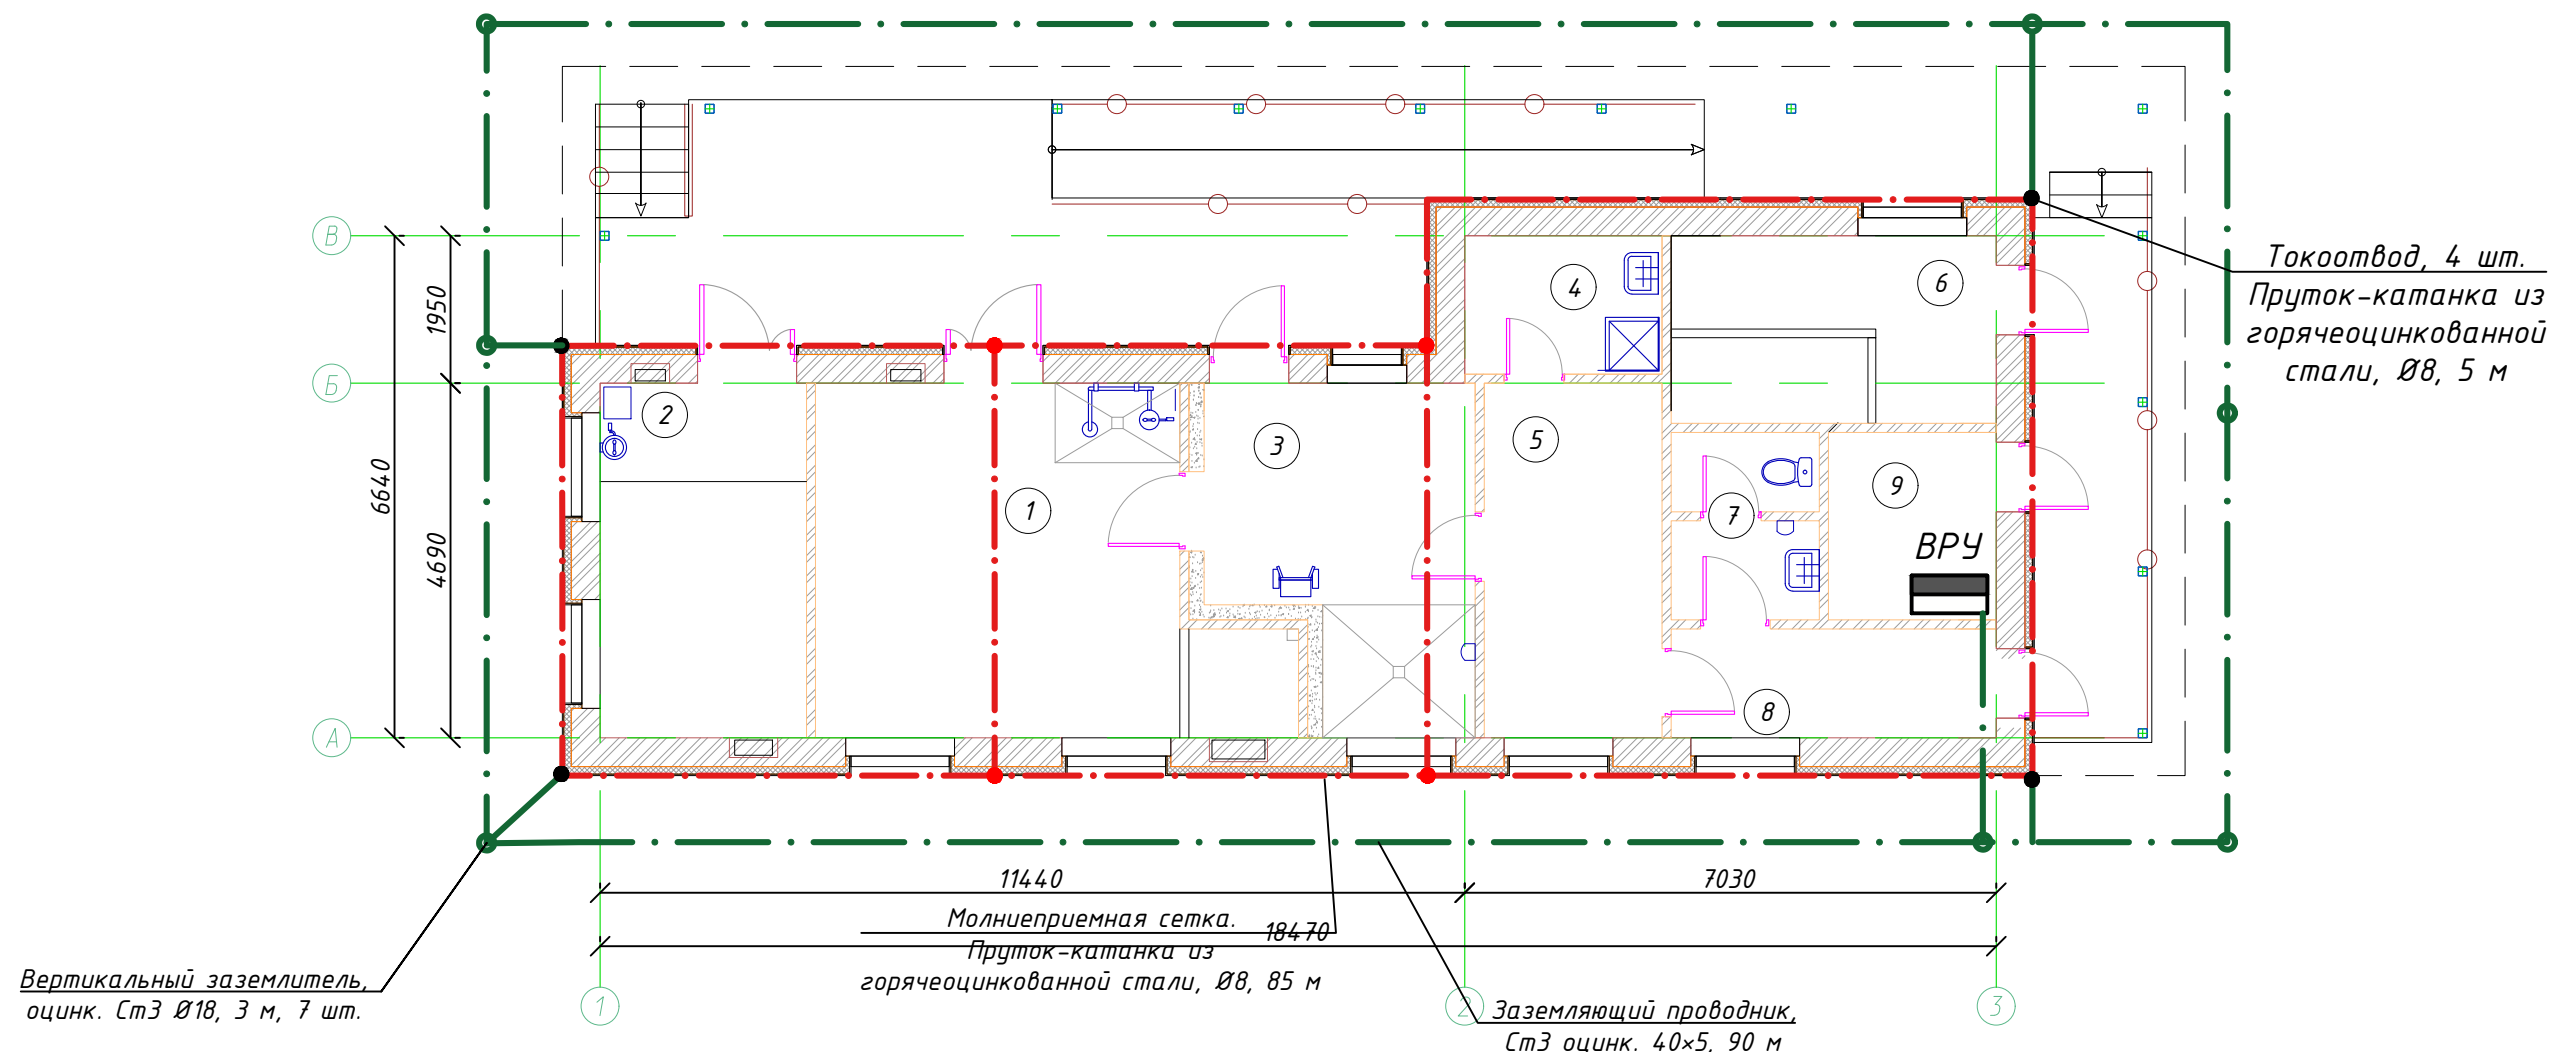 В
Б
А
1950
4690
6640
1
2
3
4
5
6
7
8
9
ВРУ
Токоотвод, 4 шт.
Пруток-катанка из
горячеоцинкованной
стали, Ø8, 5 м
11440
7030
18470
Молниеприемная сетка.
Пруток-катанка из
горячеоцинкованной стали, Ø8, 85 м
Вертикальный заземлитель,
оцинк. Ст3 Ø18, 3 м, 7 шт.
1
2
3
Заземляющий проводник,
Ст3 оцинк. 40×5, 90 м